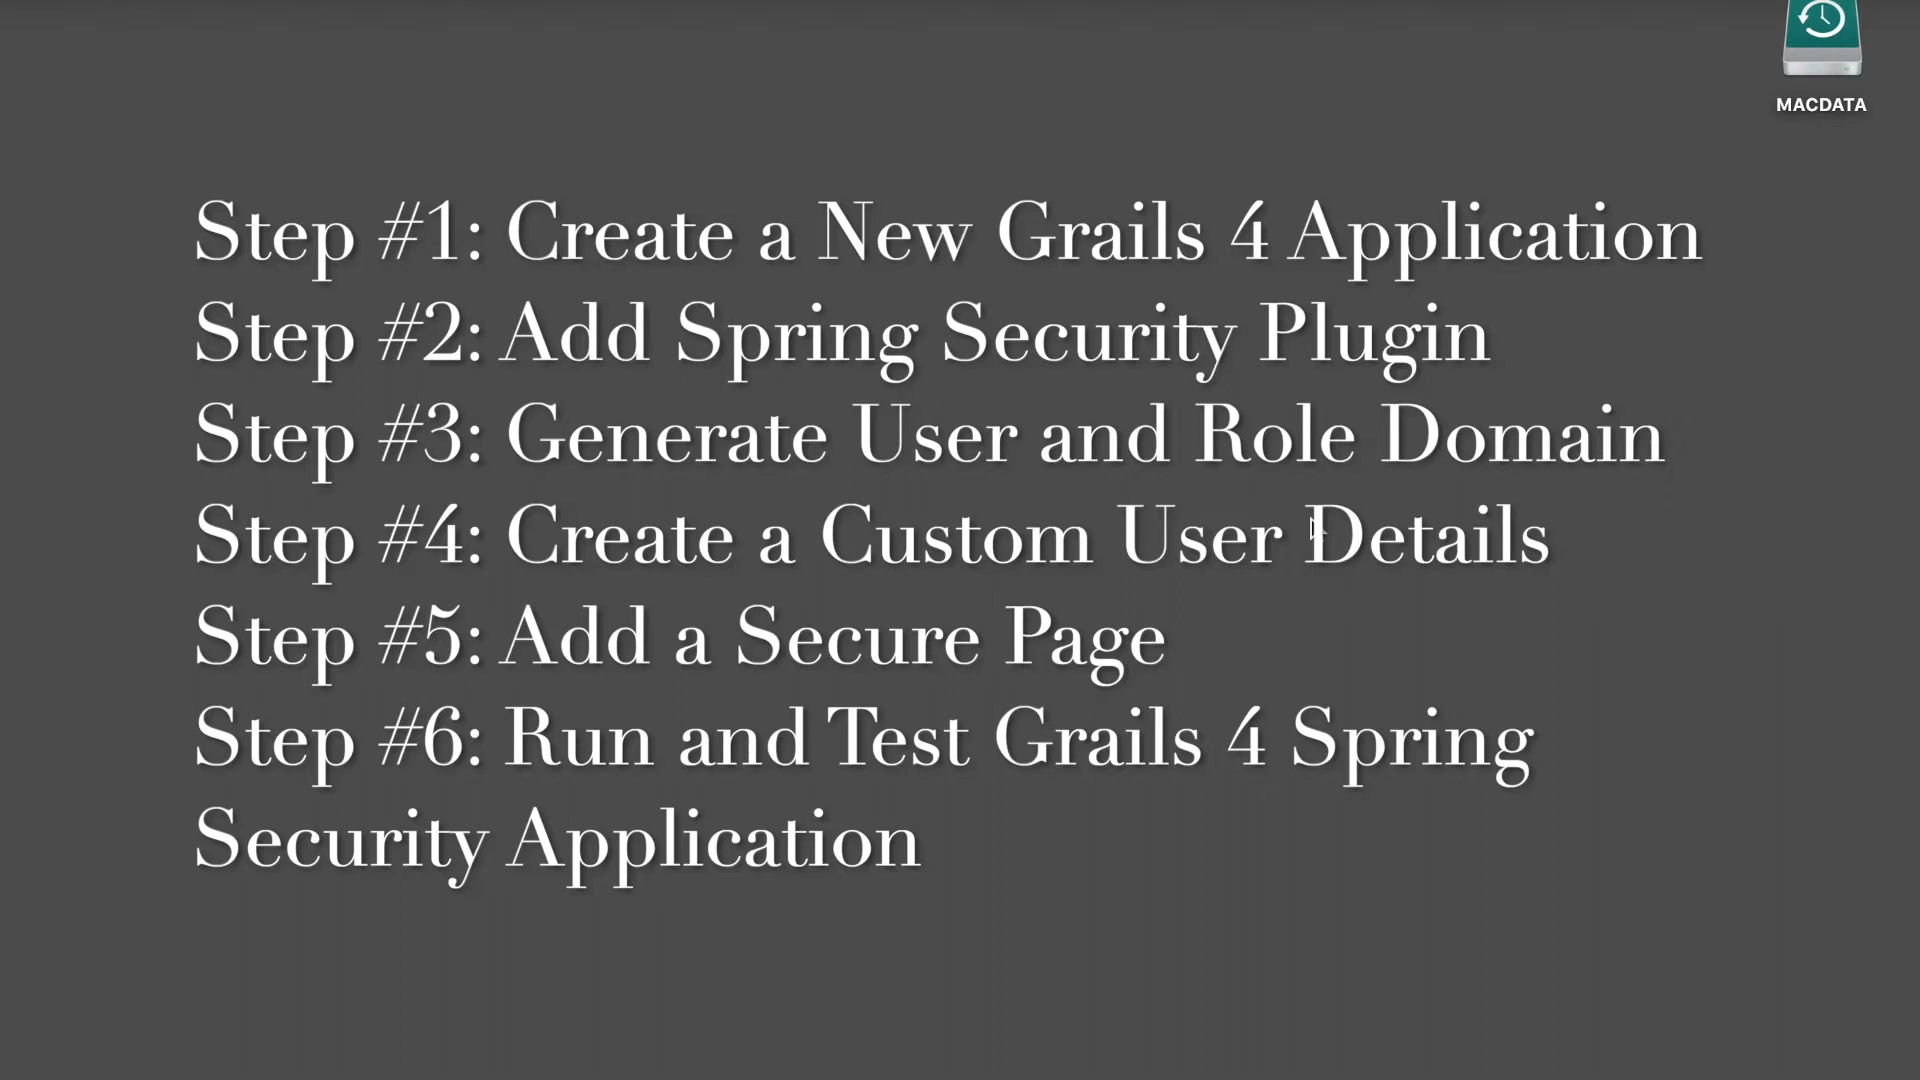 MACDATA
Step #1: Create a New Grails 4 Application
Step #2: Add Spring Security Plugin
Step #3: Generate User and Role Domain
Step #4: Create a Custom User Details
Step #5: Add a Secure Page
Step #6: Run and Test Grails 4 Spring
Security Application